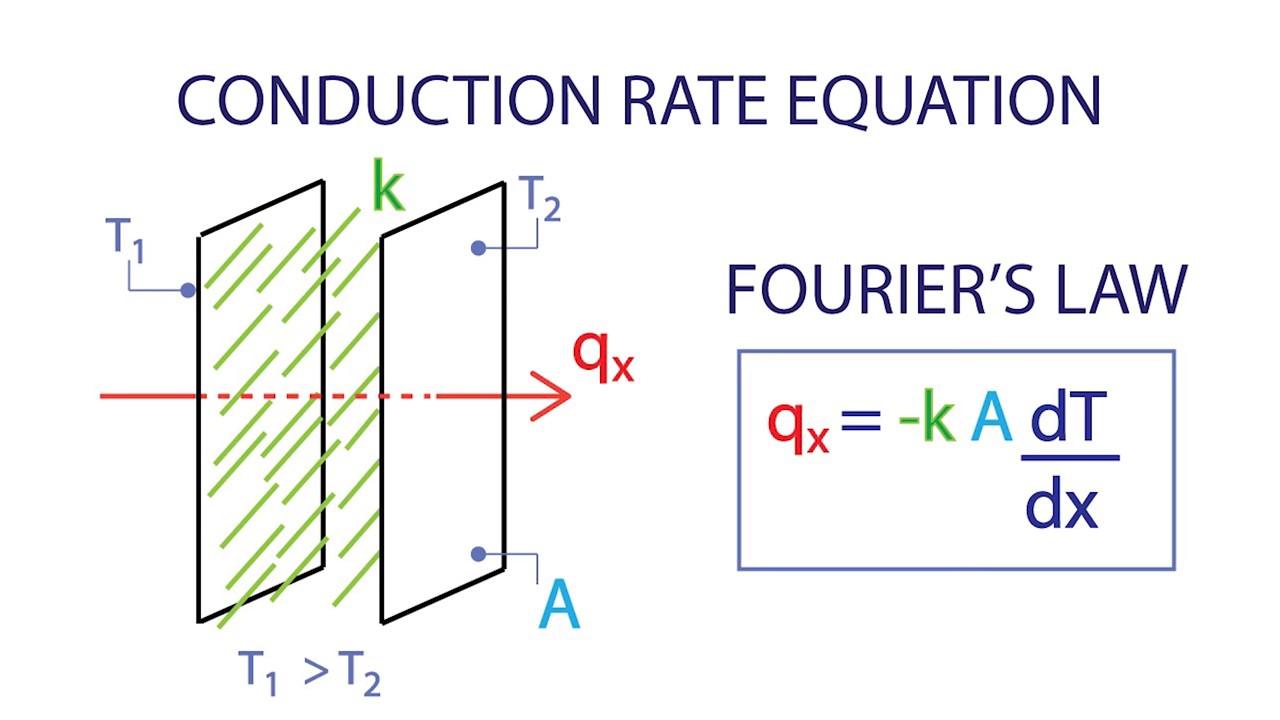 CONDUCTION RATE EQUATION
k
T₁
T₂
qₓ
A
T₁ > T₂
FOURIER'S LAW
qₓ = -k A dT
dx